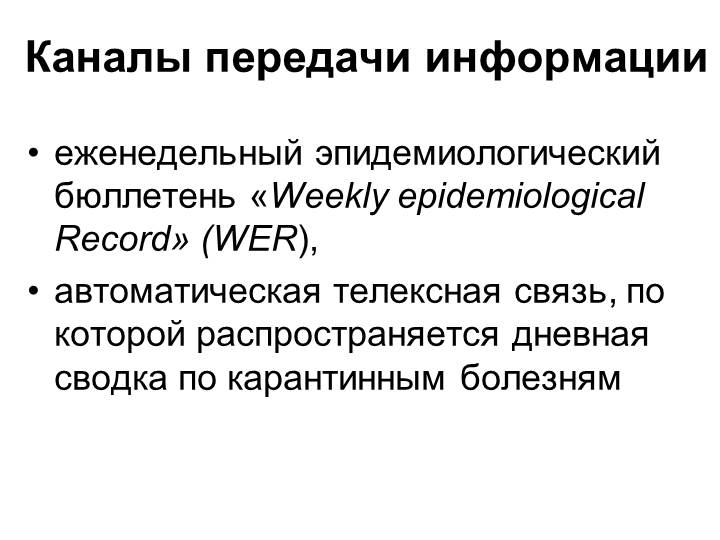 Каналы передачи информации
• еженедельный эпидемиологический
бюллетень «Weekly epidemiological
Record» (WER),
• автоматическая телексная связь, по
которой распространяется дневная
сводка по карантинным болезням